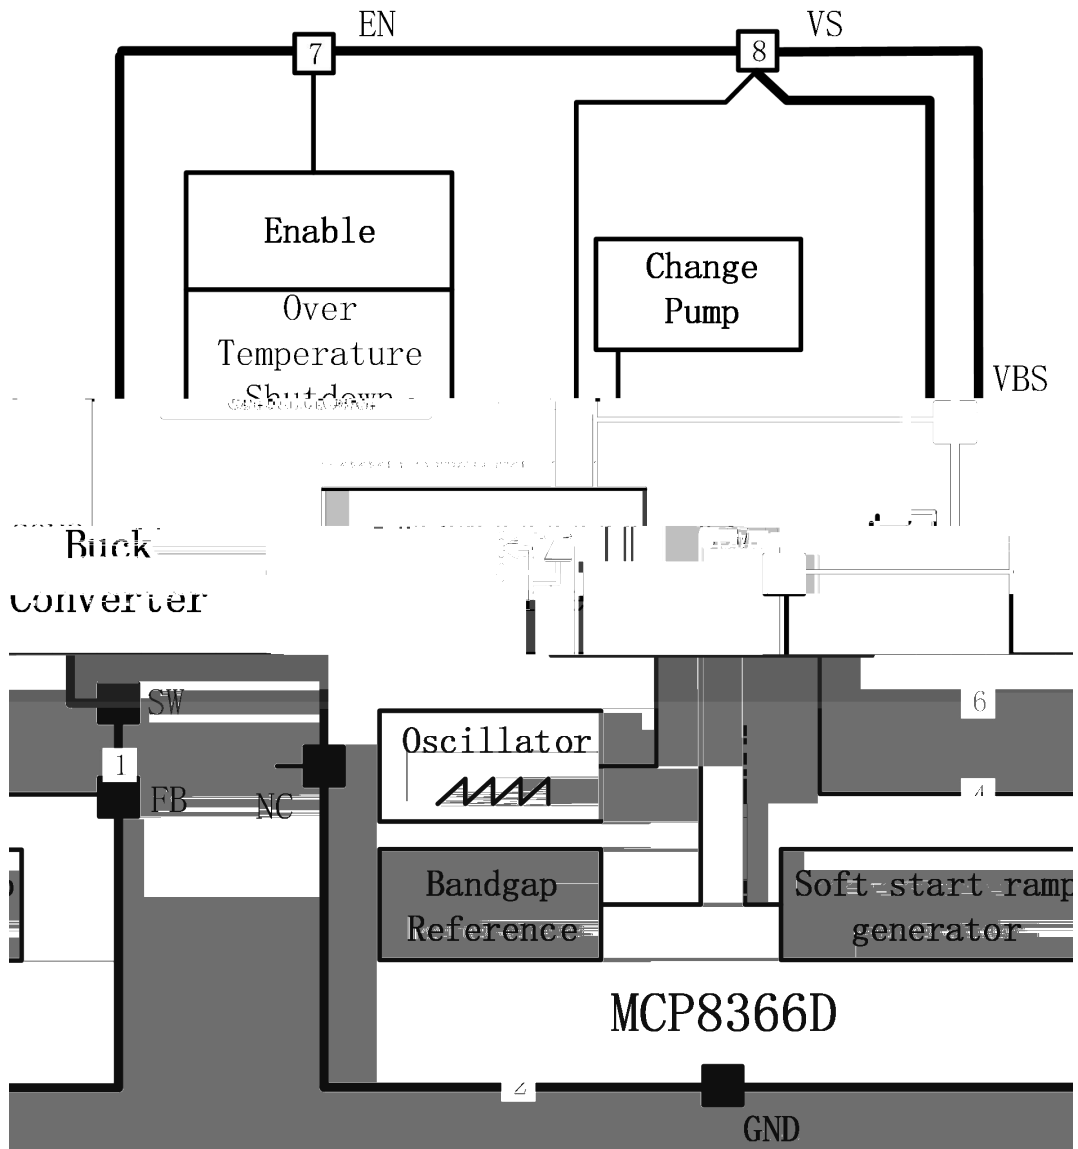 EN
VS
7
8
Enable
Change
Pump
Over
Temperature
Shutdown
VBS
Buck
Converter
SW
6
Oscillator
1
FB
NC
4
Bandgap
Reference
Soft start ramp
generator
MCP8366D
2
GND